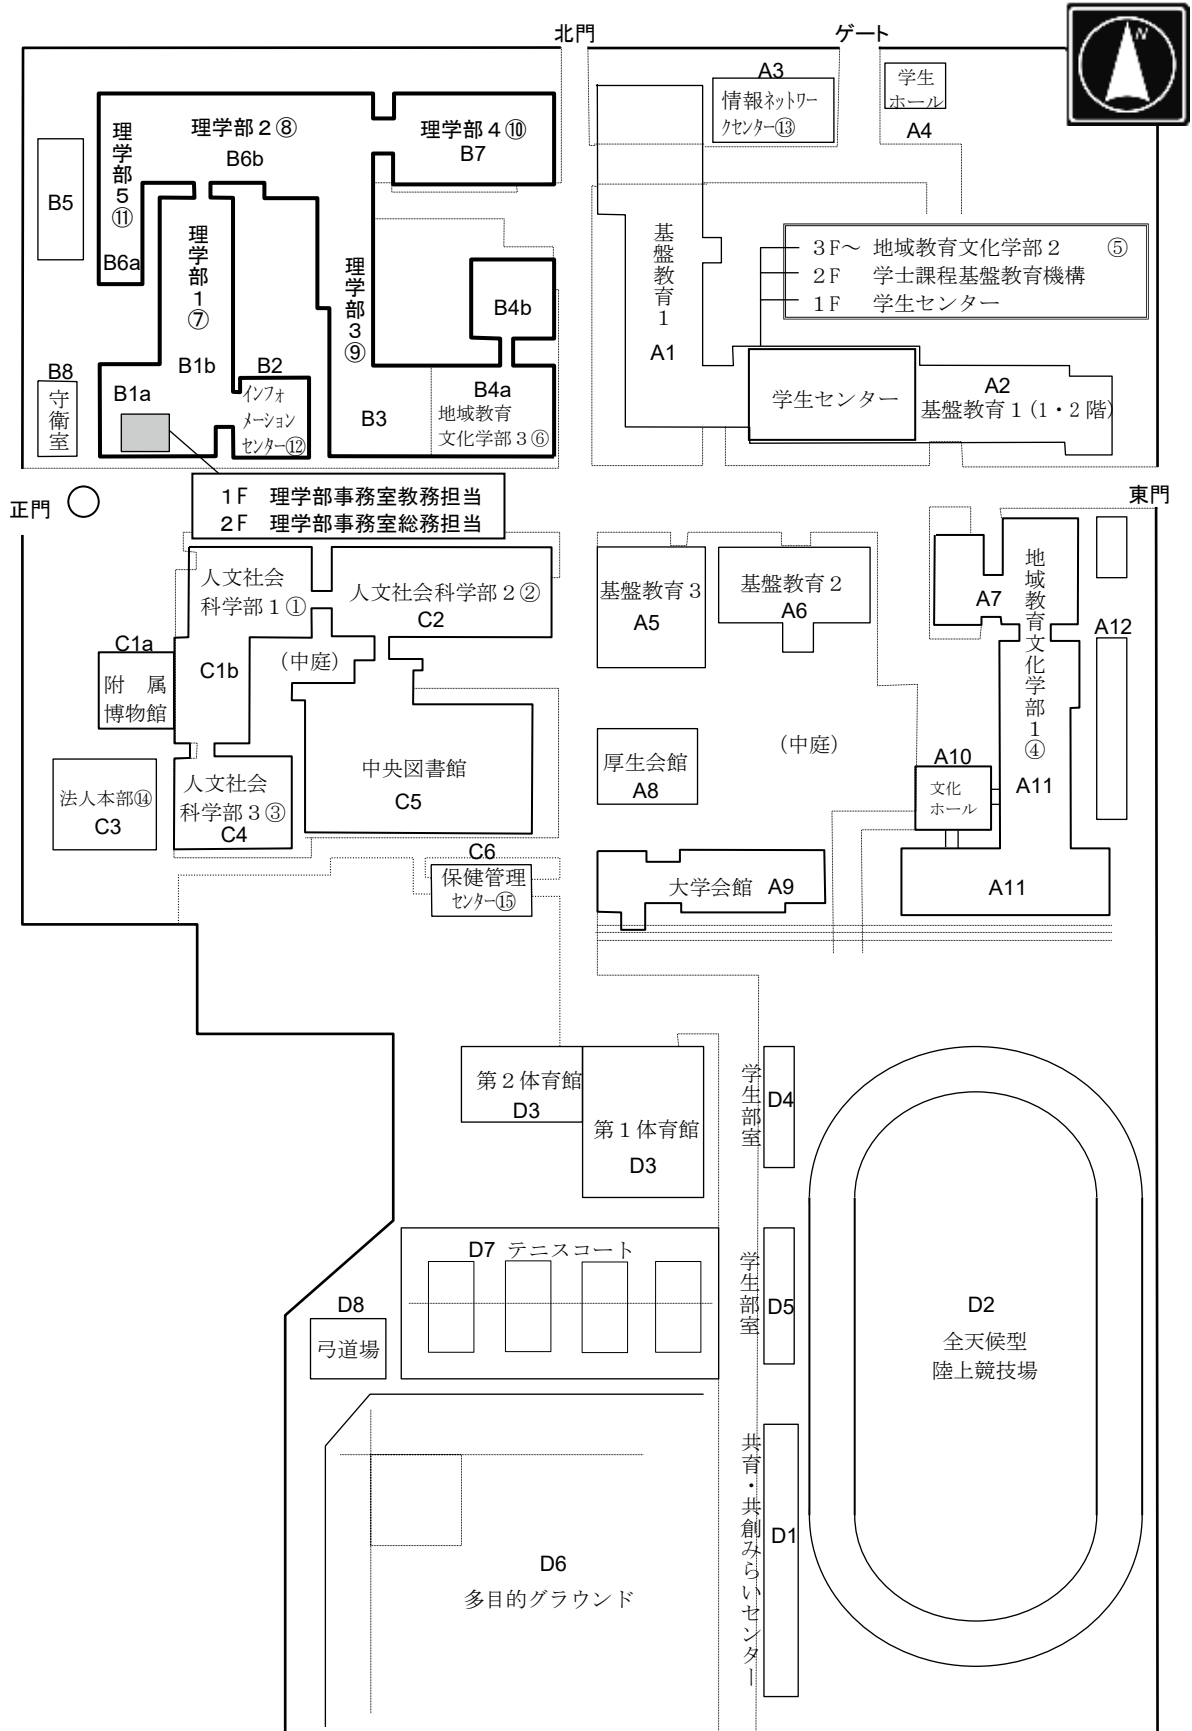 北門
ゲート
N
A3
情報ネットワー
クセンター⑬
学生
ホール
A4
理学部２⑧
B6b
理学部４⑩
B7
理学部５⑪
B6a
B5
理学部１⑦
B1b
理学部３⑨
B3
B4b
B4a
地域教育
文化学部３⑥
B2
インフォ
メーション
センター⑫
B1a
B8
守衛室
基盤教育１
A1
３F～ 地域教育文化学部２ ⑤
２F 学士課程基盤教育機構
１F 学生センター
学生センター
A2
基盤教育１(１・２階)
正門
１F 理学部事務室教務担当
２F 理学部事務室総務担当
東門
人文社会
科学部１①
人文社会科学部２②
C2
C1a
附 属
博物館
C1b
(中庭)
基盤教育３
A5
基盤教育２
A6
A7
地域教育文化学部１④
A11
A12
法人本部⑭
C3
人文社会
科学部３③
C4
中央図書館
C5
厚生会館
A8
(中庭)
A10
文化
ホール
C6
保健管理
センター⑮
大学会館 A9
A11
第２体育館
D3
第１体育館
D3
学生部室
D4
D7 テニスコート
学生部室
D5
D8
弓道場
D2
全天候型
陸上競技場
共育・共創みらいセンター
D1
D6
多目的グラウンド